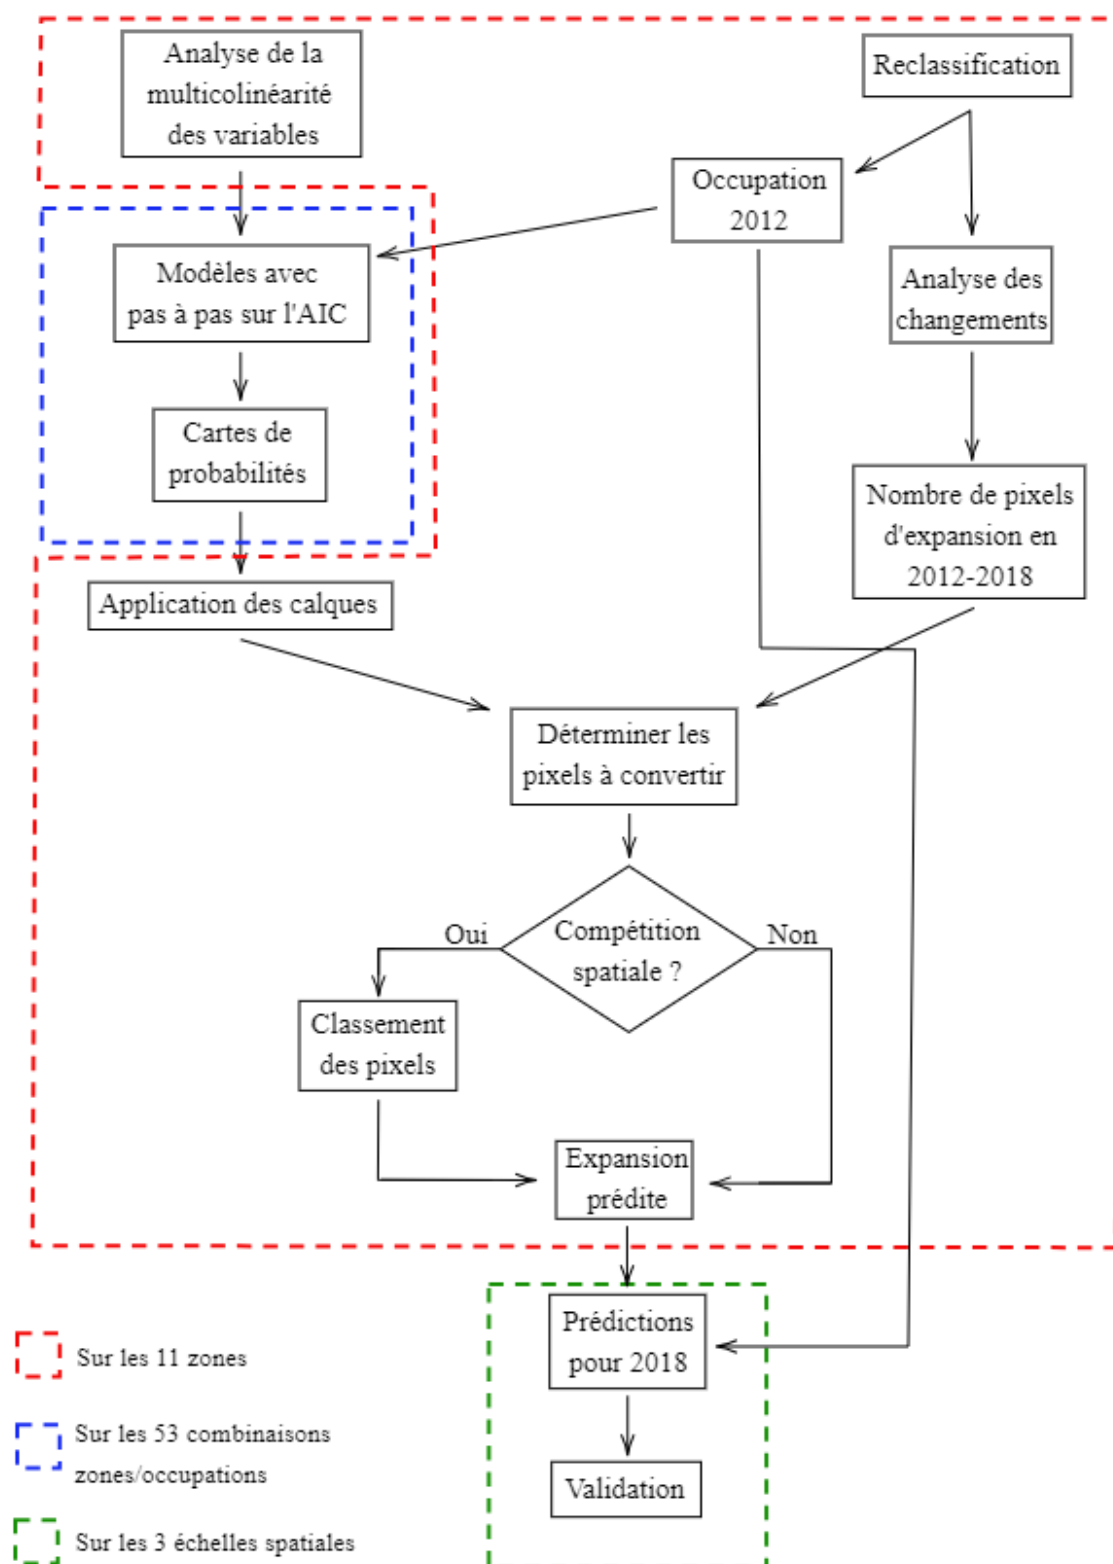 Analyse de la
multicolinéarité
des variables
Reclassification
Occupation
2012
Modèles avec
pas à pas sur l'AIC
Analyse des
changements
Cartes de
probabilités
Nombre de pixels
d'expansion en
2012-2018
Application des calques
Déterminer les
pixels à convertir
Compétition
spatiale ?
Oui
Non
Classement
des pixels
Expansion
prédite
Prédictions
pour 2018
Validation
Sur les 11 zones
Sur les 53 combinaisons
zones/occupations
Sur les 3 échelles spatiales